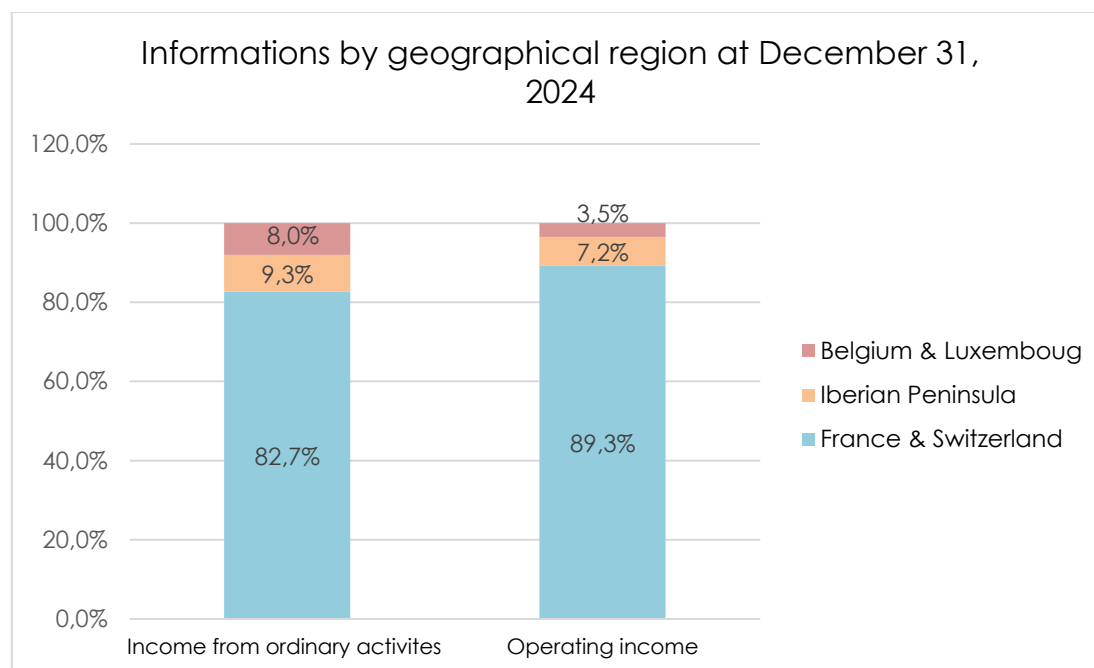 Informations by geographical region at December 31,
2024
120,0%
100,0%
80,0%
60,0%
40,0%
20,0%
0,0%
8,0%
9,3%
82,7%
3,5%
7,2%
89,3%
Income from ordinary activites
Operating income
Belgium & Luxemboug
Iberian Peninsula
France & Switzerland